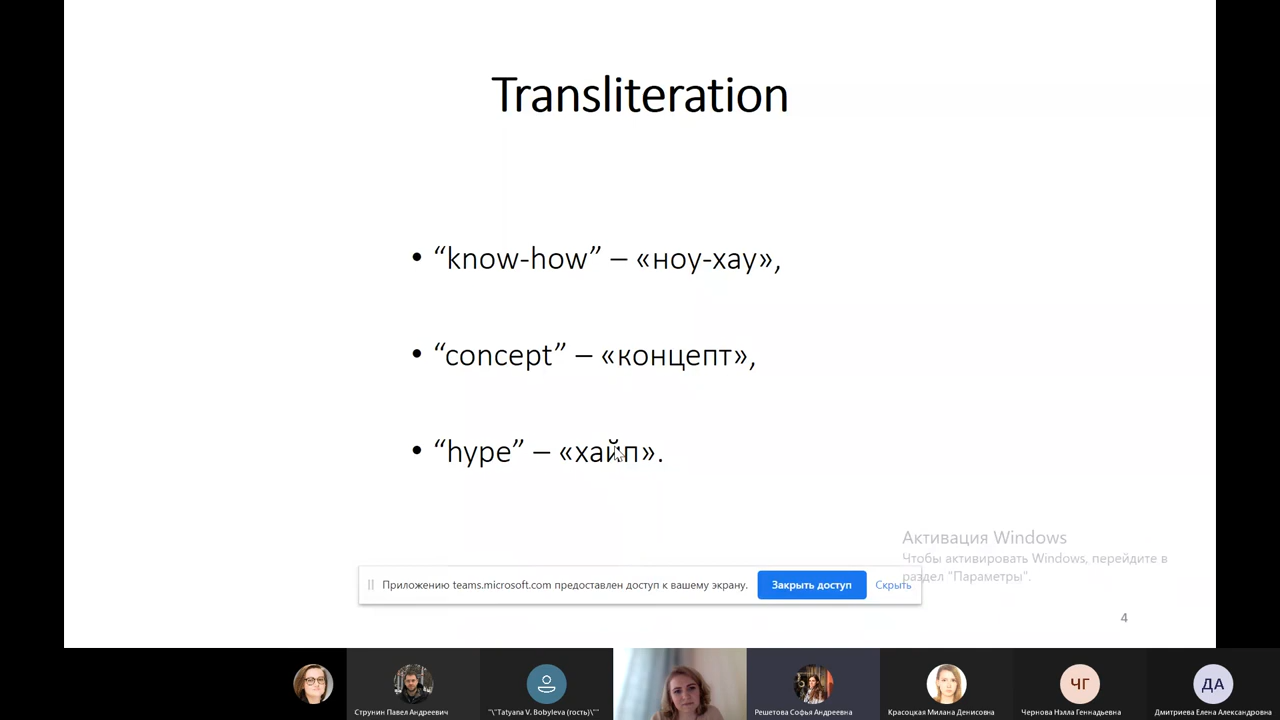 Transliteration
• “know-how” – «ноу-хау»,
• “concept” – «концепт»,
• “hype” – «хайп».
Активация Windows
Чтобы активировать Windows, перейдите в
раздел "Параметры".
Приложению teams.microsoft.com предоставлен доступ к вашему экрану.
Закрыть доступ
Скрыть
4
ЧГ
ДА
Струнин Павел Андреевич
"\"Tatyana V. Bobyleva (гость)\""
Решетова Софья Андреевна
Красоцкая Милана Денисовна
Чернова Нэлла Геннадьевна
Дмитриева Елена Александровна